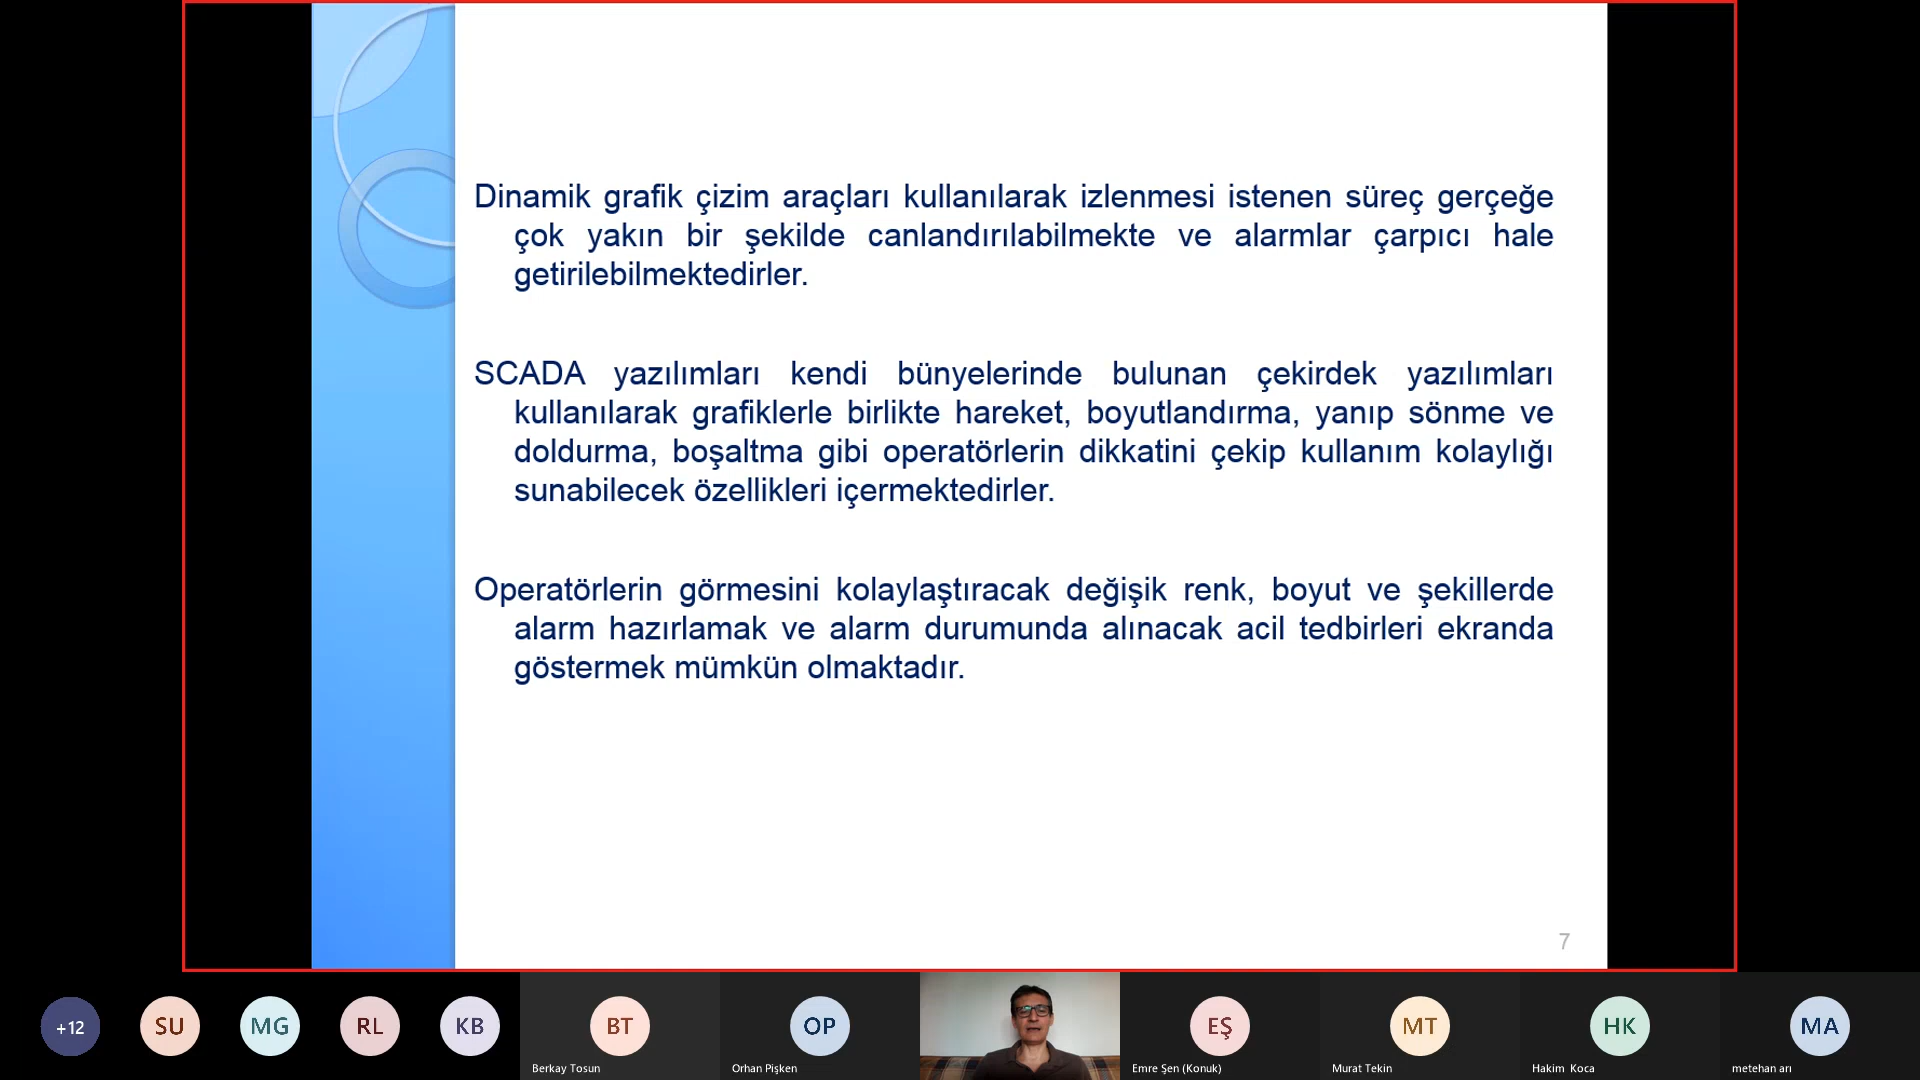 Dinamik grafik çizim araçları kullanılarak izlenmesi istenen süreç gerçeğe
çok yakın bir şekilde canlandırılabilmekte ve alarmlar çarpıcı hale
getirilebilmektedirler.
SCADA yazılımları kendi bünyelerinde bulunan çekirdek yazılımları
kullanılarak grafiklerle birlikte hareket, boyutlandırma, yanıp sönme ve
doldurma, boşaltma gibi operatörlerin dikkatini çekip kullanım kolaylığı
sunabilecek özellikleri içermektedirler.
Operatörlerin görmesini kolaylaştıracak değişik renk, boyut ve şekillerde
alarm hazırlamak ve alarm durumunda alınacak acil tedbirleri ekranda
göstermek mümkün olmaktadır.
7
+12
SU
MG
RL
KB
BT
Berkay Tosun
OP
Orhan Pişken
EŞ
Emre Şen (Konuk)
MT
Murat Tekin
HK
Hakim Koca
MA
metehan arı